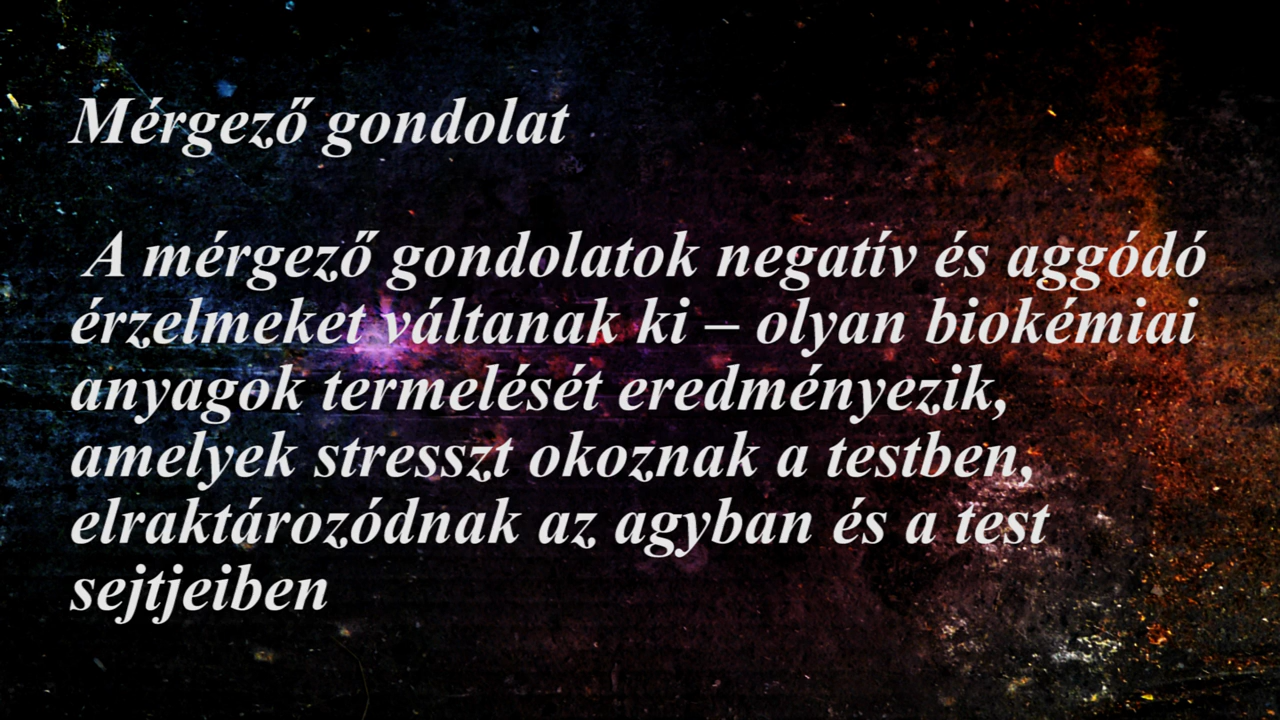 Mérgező gondolat
A mérgező gondolatok negatív és aggódó
érzelmeket váltanak ki – olyan biokémiai
anyagok termelését eredményezik,
amelyek stresszt okoznak a testben,
elraktározódnak az agyban és a test
sejtjeiben